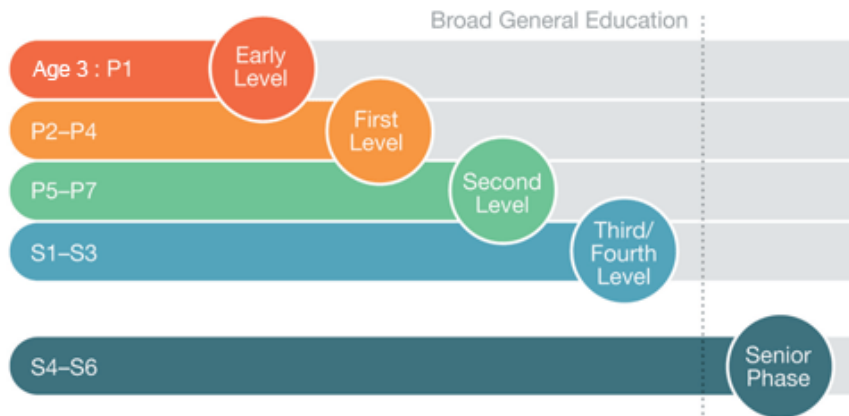 Broad General Education
Age 3 : P1
Early
Level
P2–P4
First
Level
P5–P7
Second
Level
S1–S3
Third/
Fourth
Level
S4–S6
Senior
Phase